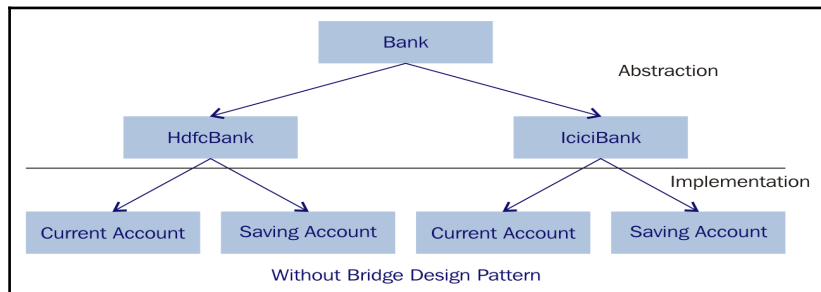 Bank
Abstraction
HdfcBank
IciciBank
Implementation
Current Account
Saving Account
Current Account
Saving Account
Without Bridge Design Pattern